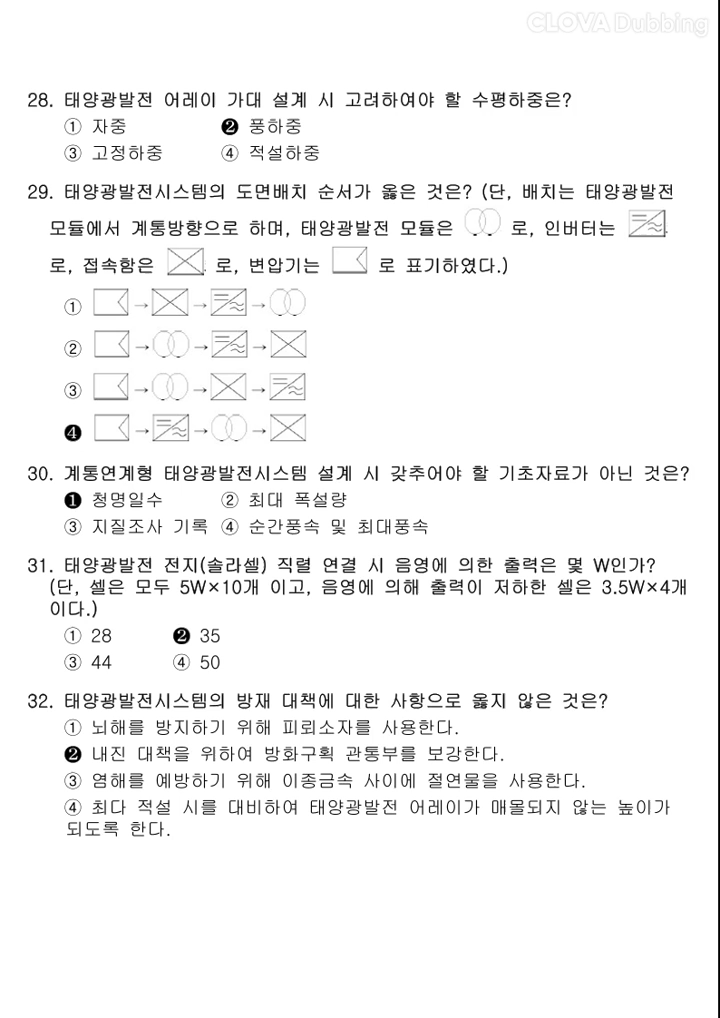 CLOVA Dubbing
28. 태양광발전 어레이 가대 설계 시 고려하여야 할 수평하중은?
① 자중 ❷ 풍하중
③ 고정하중 ④ 적설하중
29. 태양광발전시스템의 도면배치 순서가 옳은 것은? (단, 배치는 태양광발전
모듈에서 계통방향으로 하며, 태양광발전 모듈은 로, 인버터는
로, 접속함은 로, 변압기는 로 표기하였다.)
① → → →
② → → →
③ → → →
❹ → → →
30. 계통연계형 태양광발전시스템 설계 시 갖추어야 할 기초자료가 아닌 것은?
❶ 청명일수 ② 최대 폭설량
③ 지질조사 기록 ④ 순간풍속 및 최대풍속
31. 태양광발전 전지(솔라셀) 직렬 연결 시 음영에 의한 출력은 몇 W인가?
(단, 셀은 모두 5W×10개 이고, 음영에 의해 출력이 저하한 셀은 3.5W×4개
이다.)
① 28 ❷ 35
③ 44 ④ 50
32. 태양광발전시스템의 방재 대책에 대한 사항으로 옳지 않은 것은?
① 뇌해를 방지하기 위해 피뢰소자를 사용한다.
❷ 내진 대책을 위하여 방화구획 관통부를 보강한다.
③ 염해를 예방하기 위해 이종금속 사이에 절연물을 사용한다.
④ 최다 적설 시를 대비하여 태양광발전 어레이가 매몰되지 않는 높이가
되도록 한다.